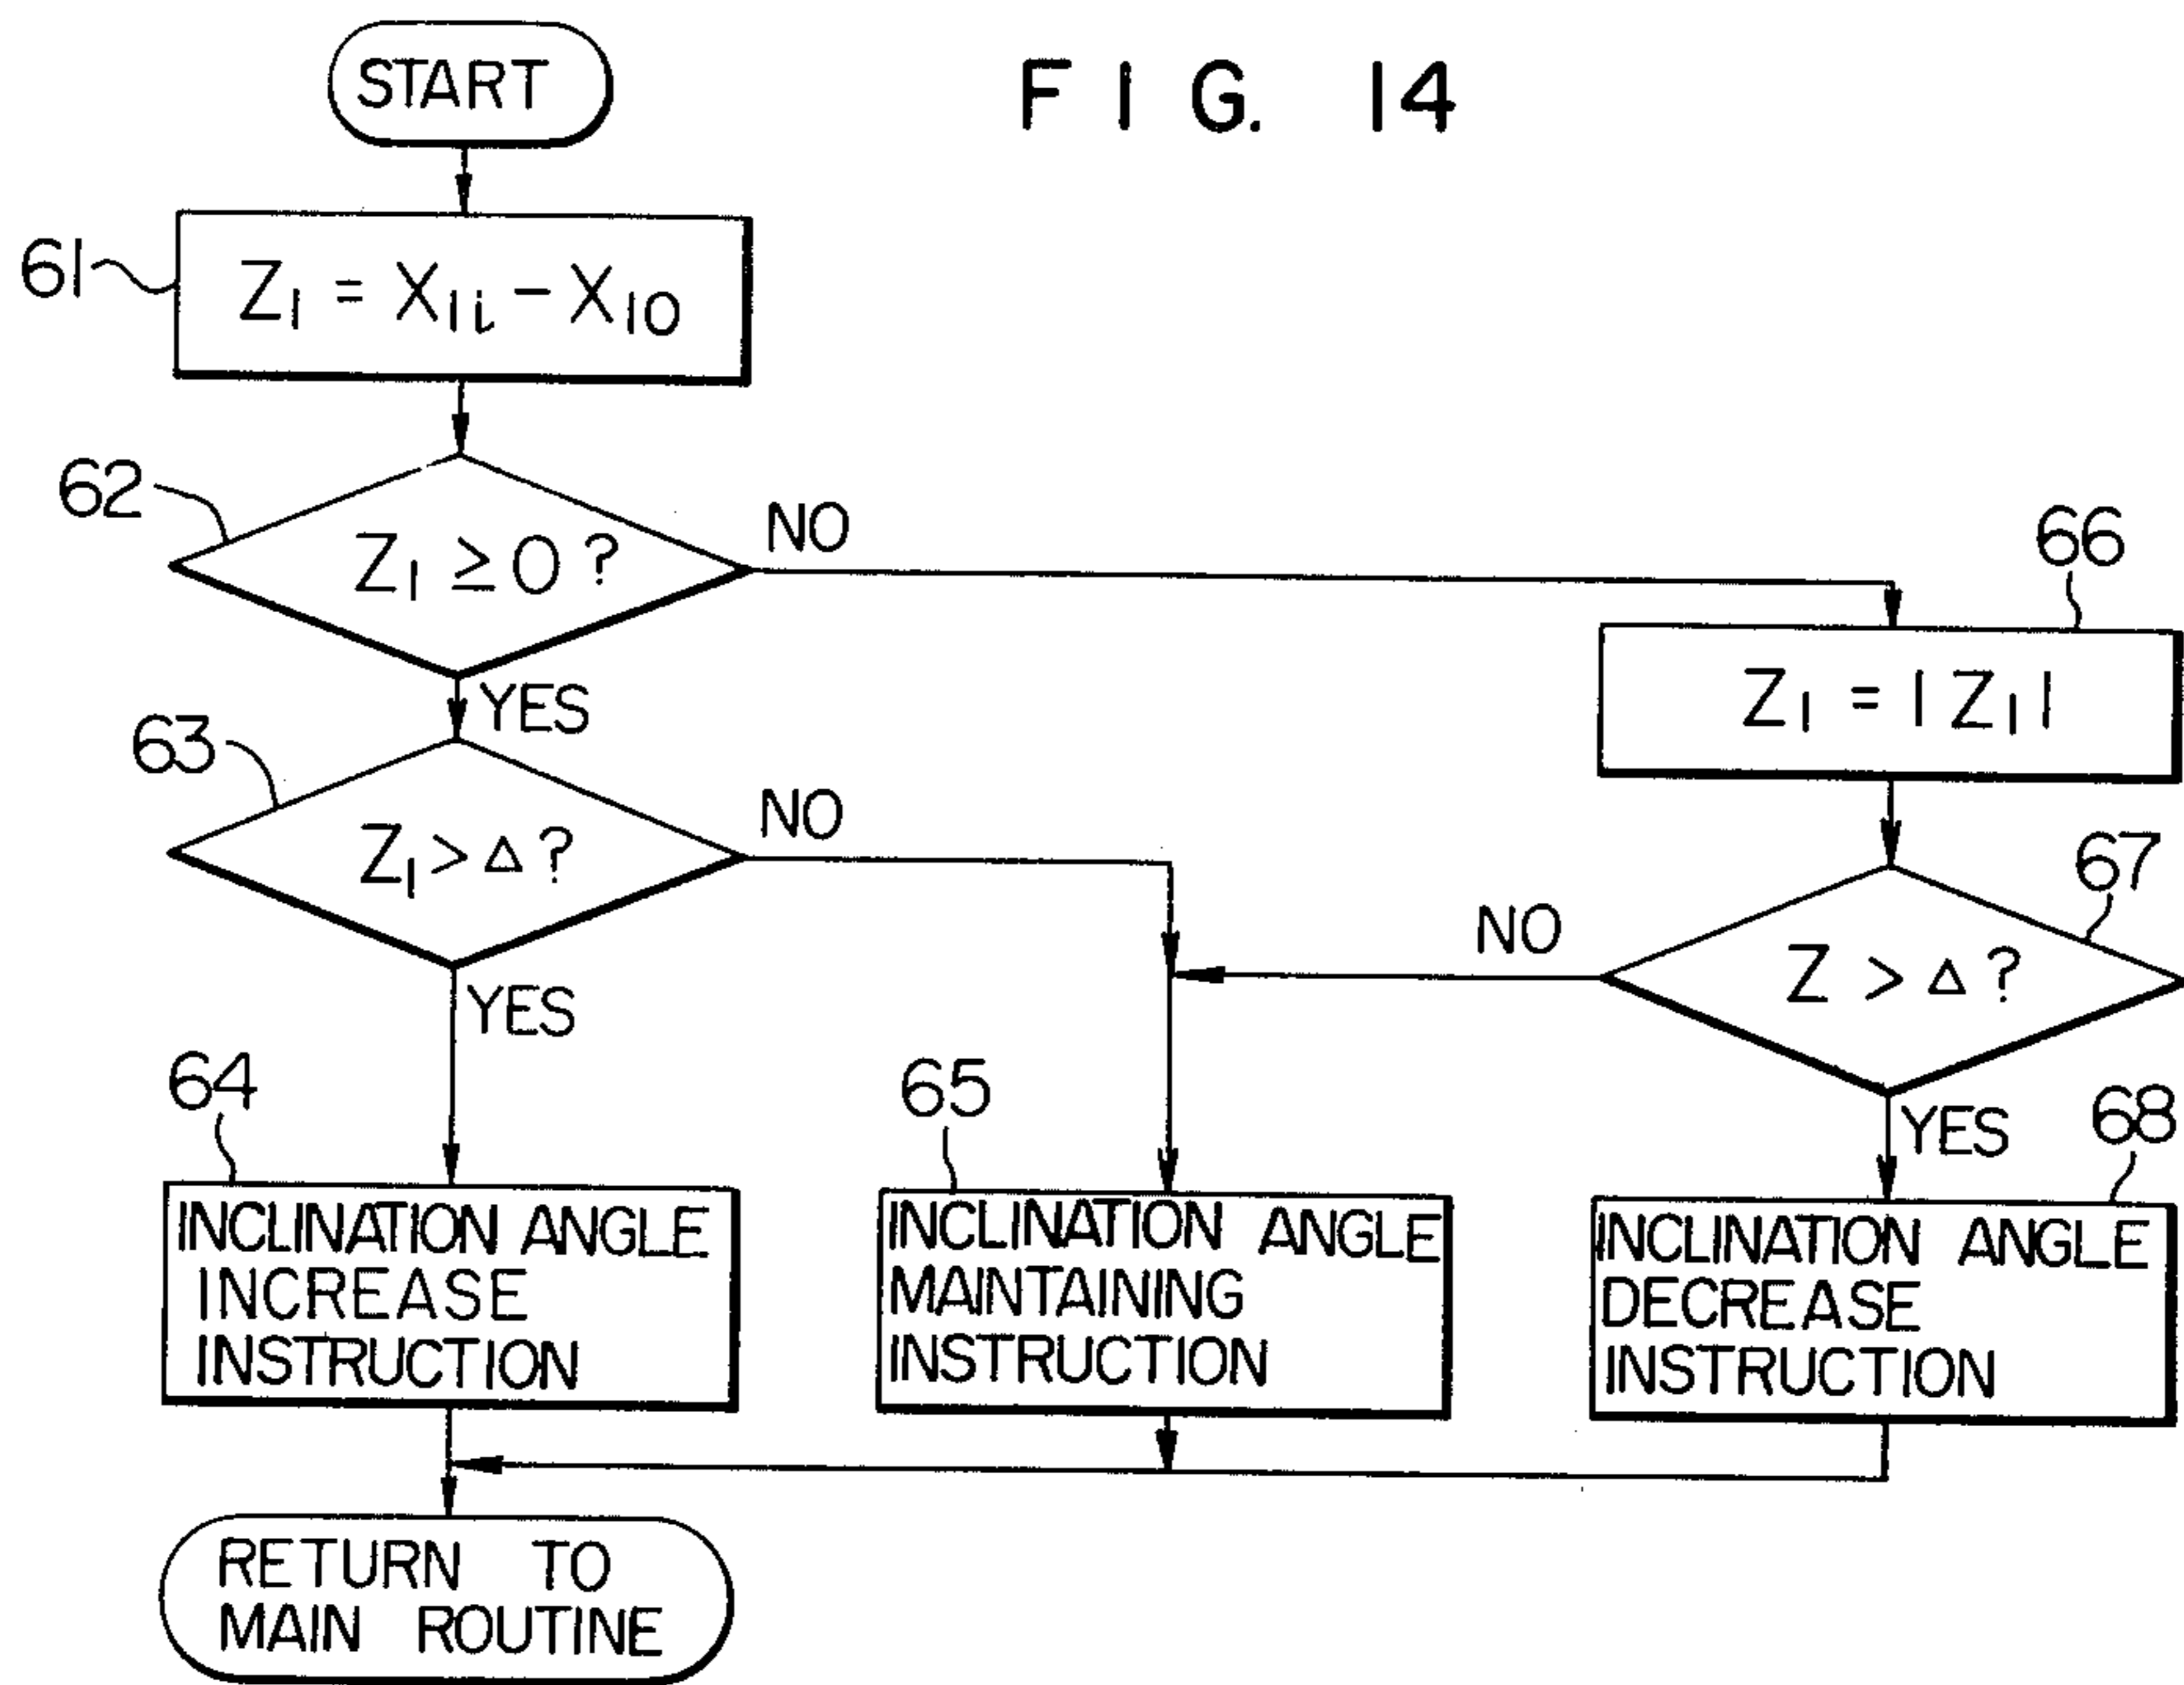 START
F I G. 14
61
Z₁ = X₁ᵢ - X₁₀
62
Z₁ ≥ 0 ?
NO
YES
66
Z₁ = | Z₁ |
63
Z₁ > Δ ?
NO
YES
67
Z > Δ ?
NO
YES
64
INCLINATION ANGLE
INCREASE
INSTRUCTION
65
INCLINATION ANGLE
MAINTAINING
INSTRUCTION
68
INCLINATION ANGLE
DECREASE
INSTRUCTION
RETURN TO
MAIN ROUTINE